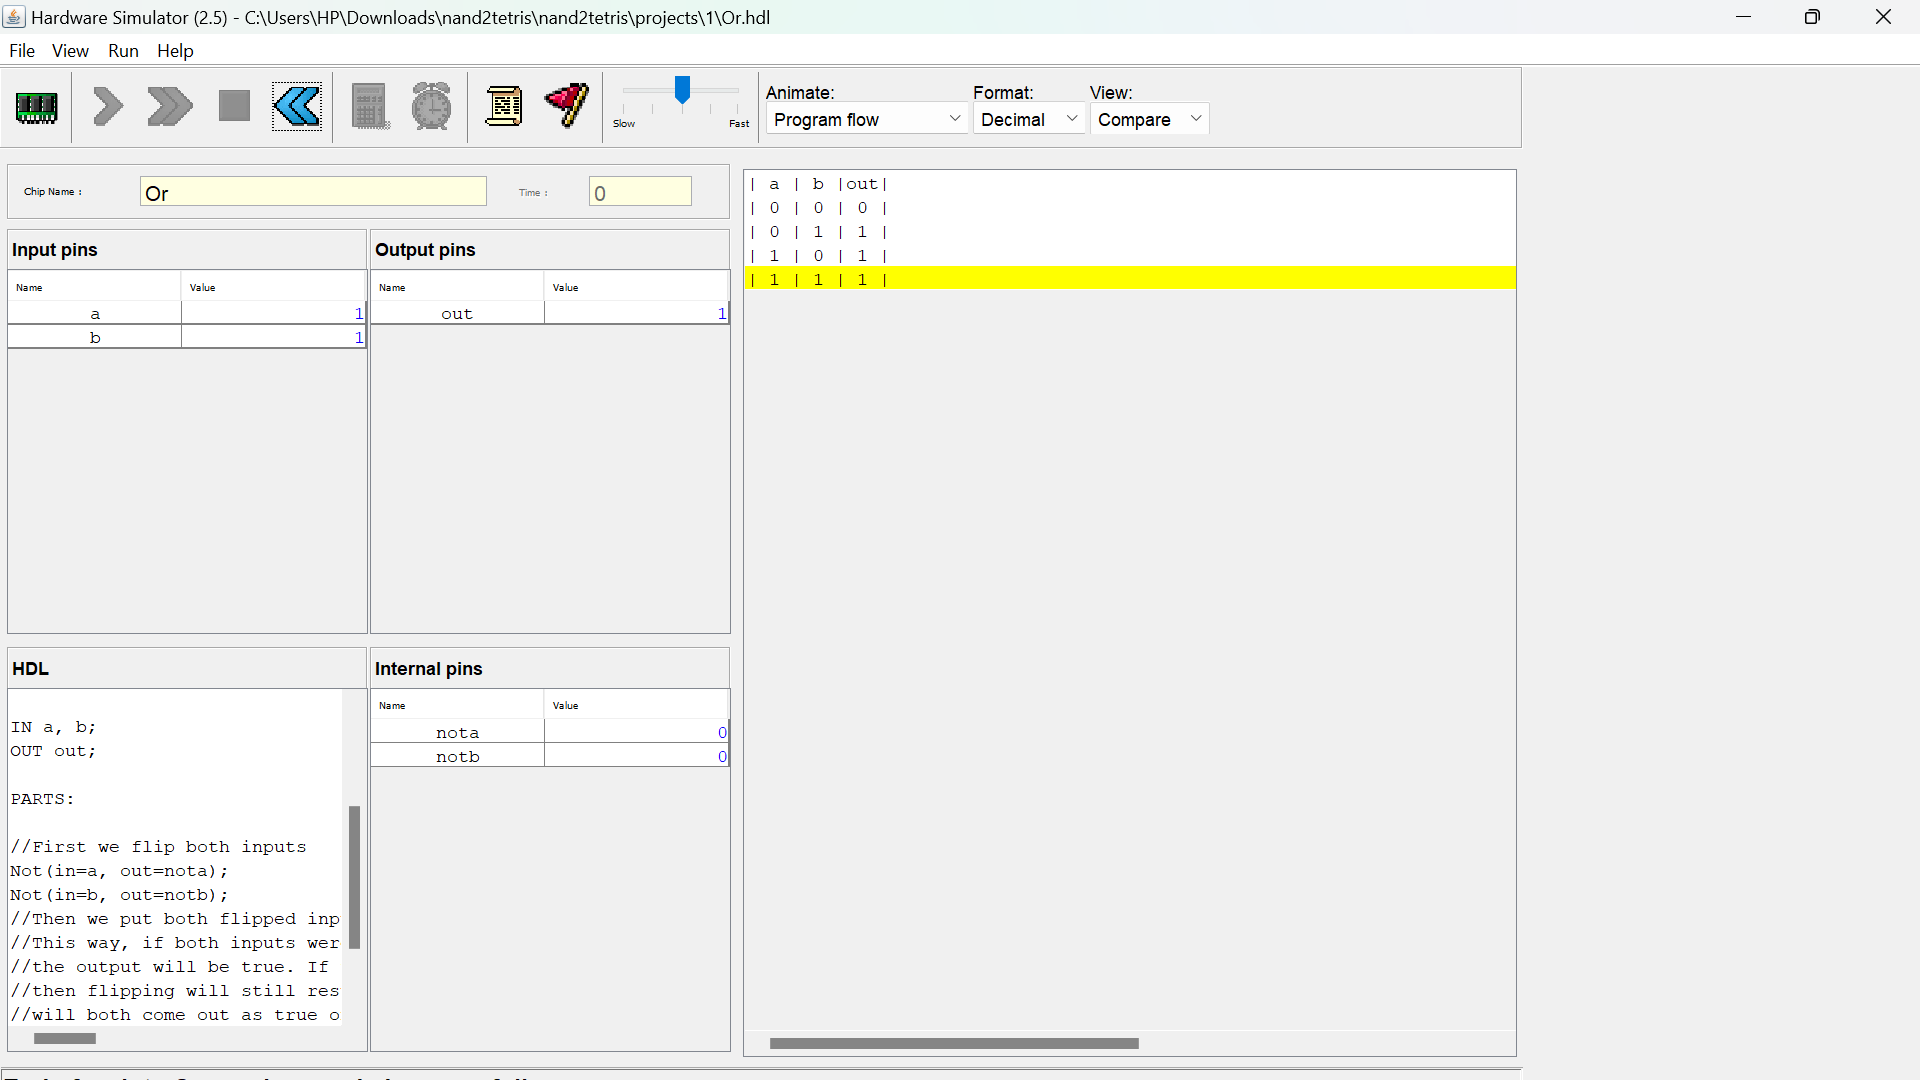 Hardware Simulator (2.5) - C:\Users\HP\Downloads\nand2tetris\nand2tetris\projects\1\Or.hdl
File View Run Help
Slow Fast
Animate: Format: View:
Program flow Decimal Compare
Chip Name : Or Time : 0
Input pins
Name Value
a 1
b 1
Output pins
Name Value
out 1
HDL
IN a, b;
OUT out;
PARTS:
//First we flip both inputs
Not(in=a, out=nota);
Not(in=b, out=notb);
//Then we put both flipped inp
//This way, if both inputs wer
//the output will be true. If
//then flipping will still res
//will both come out as true o
Internal pins
Name Value
nota 0
notb 0
| a | b |out|
| 0 | 0 | 0 |
| 0 | 1 | 1 |
| 1 | 0 | 1 |
| 1 | 1 | 1 |